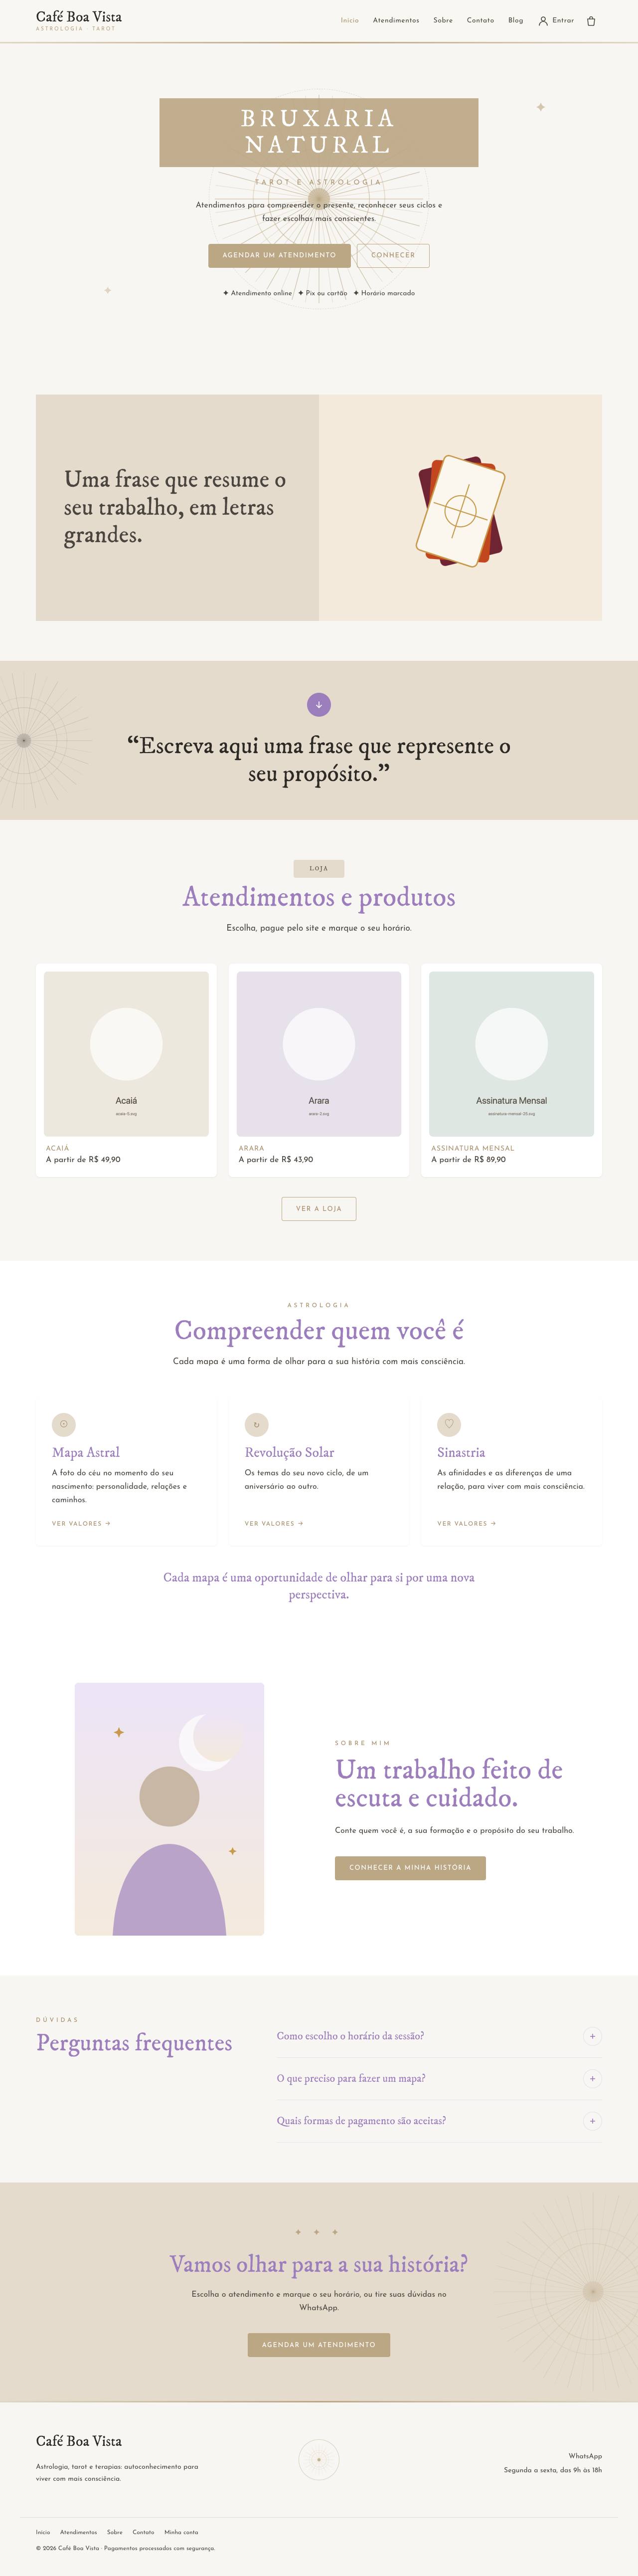 Café Boa Vista
ASTROLOGIA · TAROT
Início
Atendimentos
Sobre
Contato
Blog
Entrar
BRUXARIA
NATURAL
TAROT E ASTROLOGIA
Atendimentos para compreender o presente, reconhecer seus ciclos e
fazer escolhas mais conscientes.
AGENDAR UM ATENDIMENTO
CONHECER
✦ Atendimento online ✦ Pix ou cartão ✦ Horário marcado
Uma frase que resume o
seu trabalho, em letras
grandes.
“Escreva aqui uma frase que represente o
seu propósito.”
LOJA
Atendimentos e produtos
Escolha, pague pelo site e marque o seu horário.
Acaiá
ACAIÁ
A partir de R$ 49,90
Arara
ARARA
A partir de R$ 43,90
Assinatura Mensal
ASSINATURA MENSAL
A partir de R$ 89,90
VER A LOJA
ASTROLOGIA
Compreender quem você é
Cada mapa é uma forma de olhar para a sua história com mais consciência.
Mapa Astral
A foto do céu no momento do seu
nascimento: personalidade, relações e
caminhos.
VER VALORES →
Revolução Solar
Os temas do seu novo ciclo, de um
aniversário ao outro.
VER VALORES →
Sinastria
As afinidades e as diferenças de uma
relação, para viver com mais consciência.
VER VALORES →
Cada mapa é uma oportunidade de olhar para si por uma nova
perspectiva.
SOBRE MIM
Um trabalho feito de
escuta e cuidado.
Conte quem você é, a sua formação e o propósito do seu trabalho.
CONHECER A MINHA HISTÓRIA
DÚVIDAS
Perguntas frequentes
Como escolho o horário da sessão?
O que preciso para fazer um mapa?
Quais formas de pagamento são aceitas?
Vamos olhar para a sua história?
Escolha o atendimento e marque o seu horário, ou tire suas dúvidas no
WhatsApp.
AGENDAR UM ATENDIMENTO
Café Boa Vista
Astrologia, tarot e terapias: autoconhecimento para
viver com mais consciência.
WhatsApp
Segunda a sexta, das 9h às 18h
Início
Atendimentos
Sobre
Contato
Minha conta
© 2026 Café Boa Vista · Pagamentos processados com segurança.